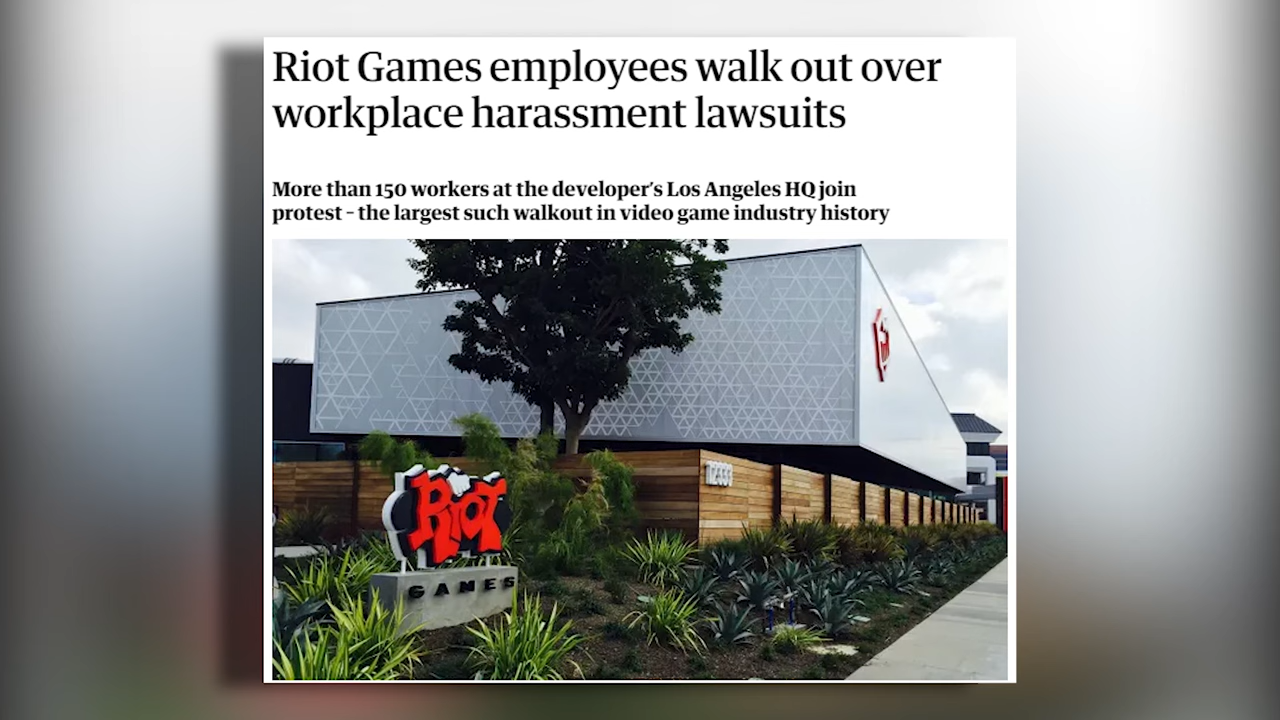 Riot Games employees walk out over
workplace harassment lawsuits
More than 150 workers at the developer's Los Angeles HQ join
protest – the largest such walkout in video game industry history
12333
RIOT
GAMES